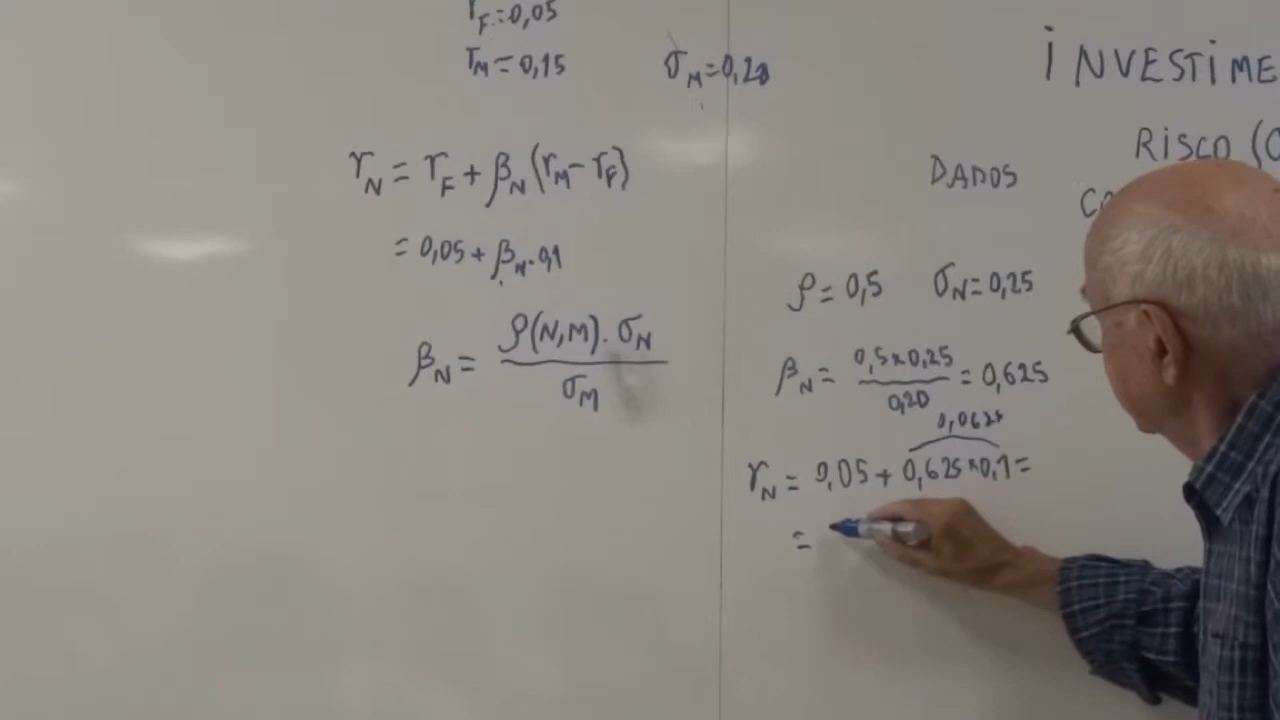 r_F = 0,05
r_M = 0,15
σ_M = 0,20
r_N = r_F + β_N (r_M - r_F)
= 0,05 + β_N . 0,1
β_N = ρ(N,M) . σ_N / σ_M
INVESTIME
RISCO (
DADOS
ρ = 0,5 σ_N = 0,25
β_N = 0,5 x 0,25 / 0,20 = 0,625
0,0625
r_N = 0,05 + 0,625 x 0,1 =
=